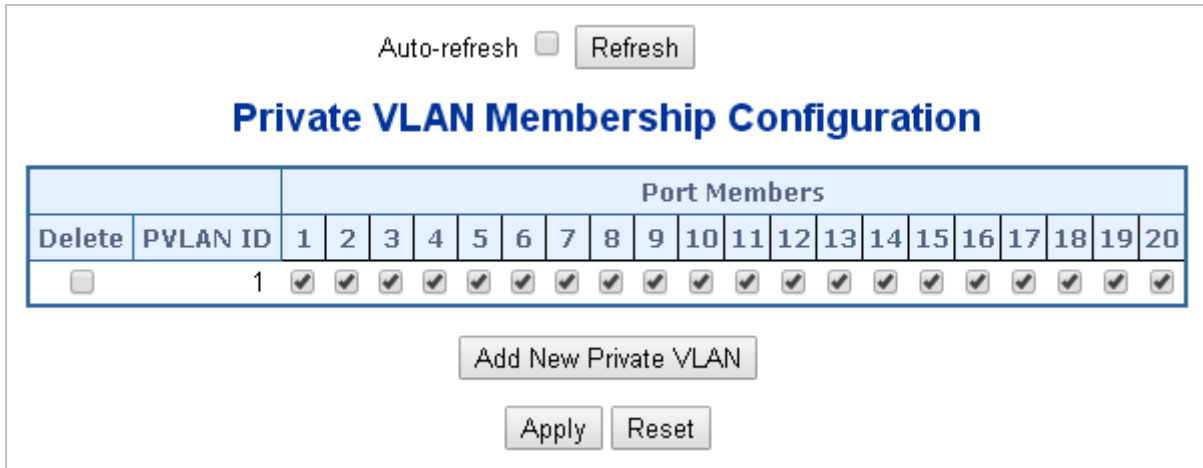 Auto-refresh Refresh
Private VLAN Membership Configuration
Port Members
Delete PVLAN ID 1 2 3 4 5 6 7 8 9 10 11 12 13 14 15 16 17 18 19 20
1
Add New Private VLAN
Apply Reset